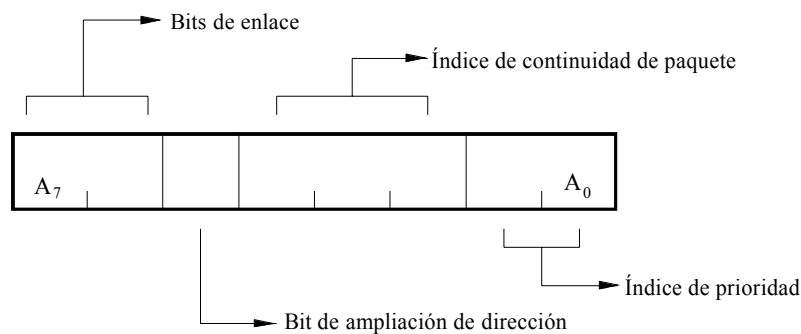 Bits de enlace
Índice de continuidad de paquete
A7
A0
Índice de prioridad
Bit de ampliación de dirección